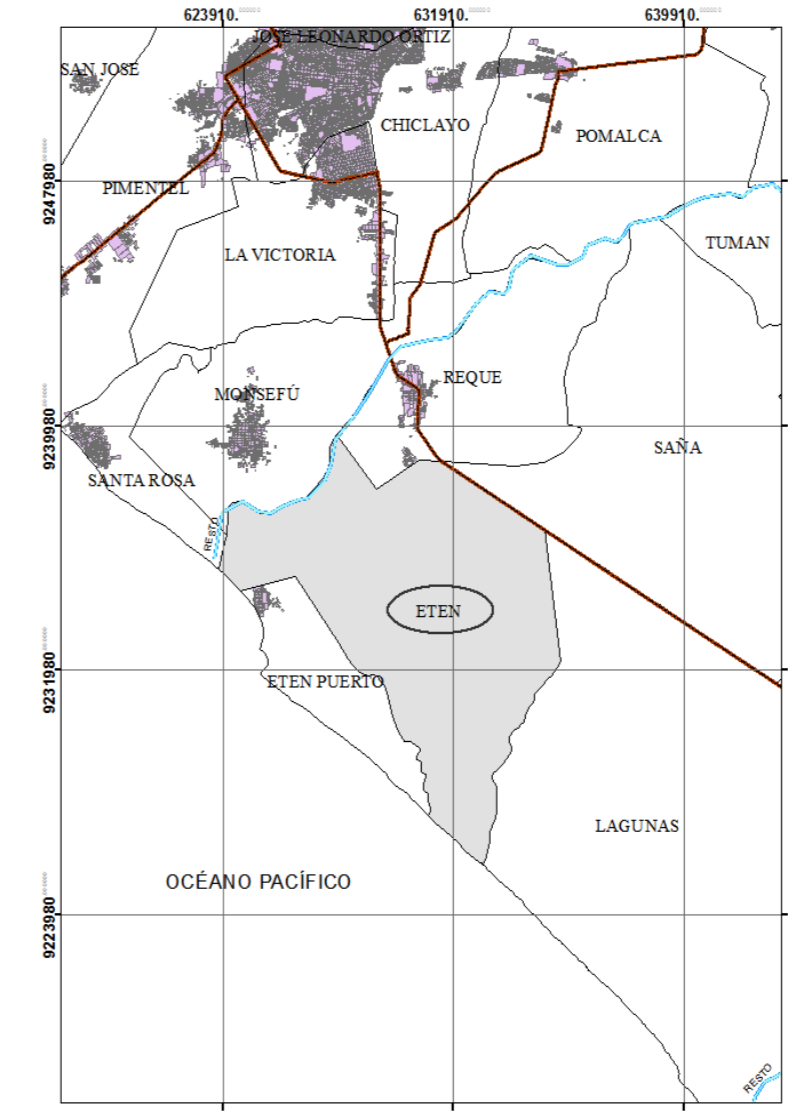 623910.
631910.
639910.
JOSE LEONARDO ORTIZ
SAN JOSE
CHICLAYO
POMALCA
9247980
PIMENTEL
TUMAN
LA VICTORIA
REQUE
MONSEFÚ
9239980
SAÑA
SANTA ROSA
RESTO
ETEN
9231980
ETEN PUERTO
LAGUNAS
OCÉANO PACÍFICO
9223980
RESTO